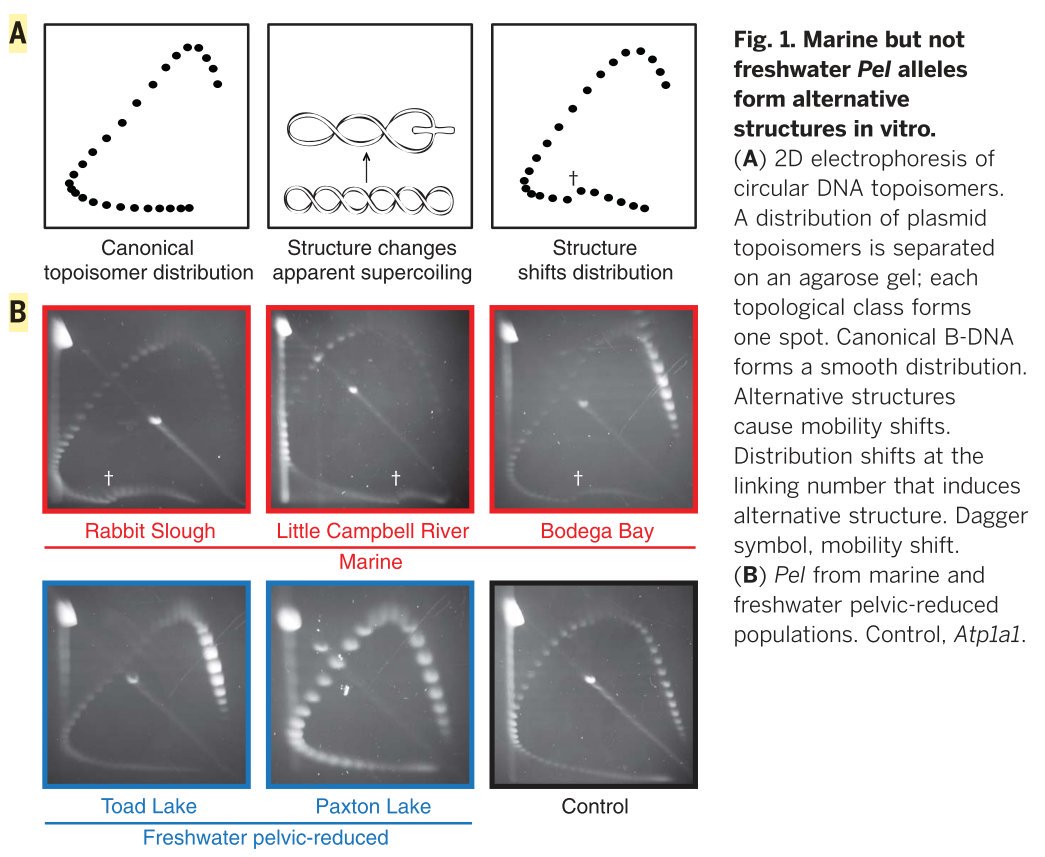 A
†
Canonical
topoisomer distribution
Structure changes
apparent supercoiling
Structure
shifts distribution
B
†
†
†
Rabbit Slough
Little Campbell River
Bodega Bay
Marine
Toad Lake
Paxton Lake
Control
Freshwater pelvic-reduced
Fig. 1. Marine but not
freshwater Pel alleles
form alternative
structures in vitro.
(A) 2D electrophoresis of
circular DNA topoisomers.
A distribution of plasmid
topoisomers is separated
on an agarose gel; each
topological class forms
one spot. Canonical B-DNA
forms a smooth distribution.
Alternative structures
cause mobility shifts.
Distribution shifts at the
linking number that induces
alternative structure. Dagger
symbol, mobility shift.
(B) Pel from marine and
freshwater pelvic-reduced
populations. Control, Atp1a1.